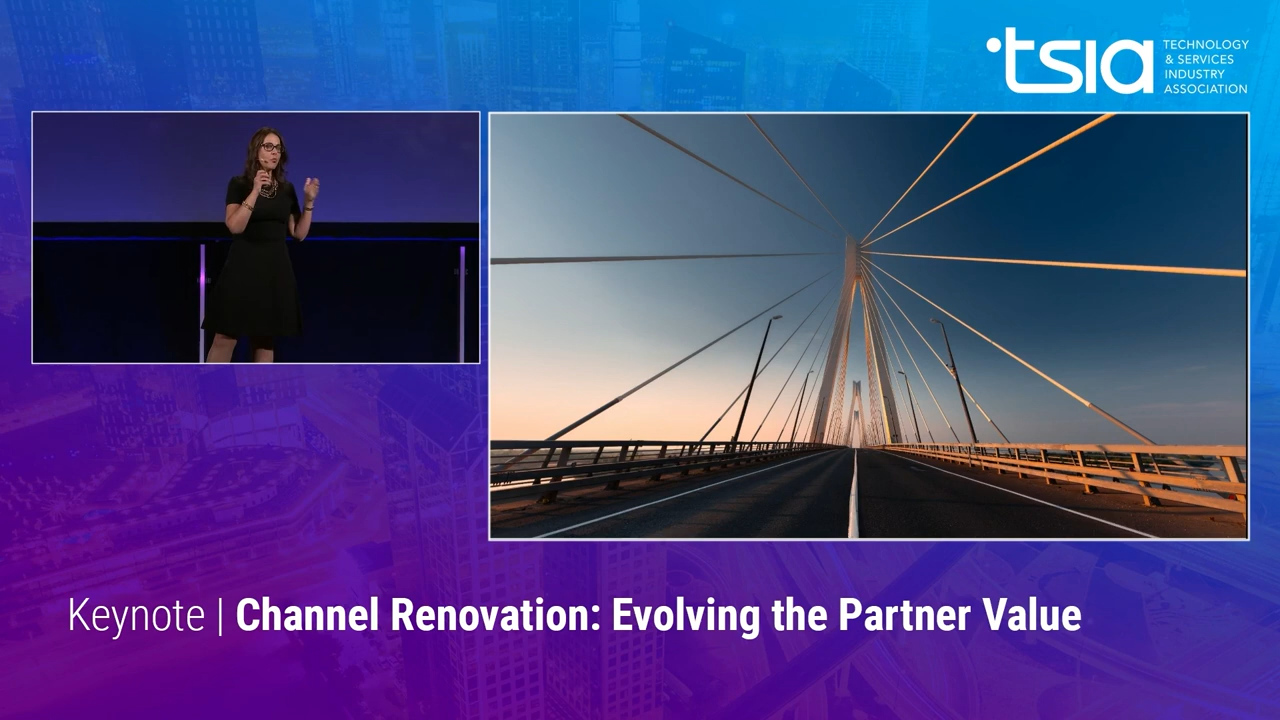 tsia
TECHNOLOGY
& SERVICES
INDUSTRY
ASSOCIATION
Keynote | Channel Renovation: Evolving the Partner Value